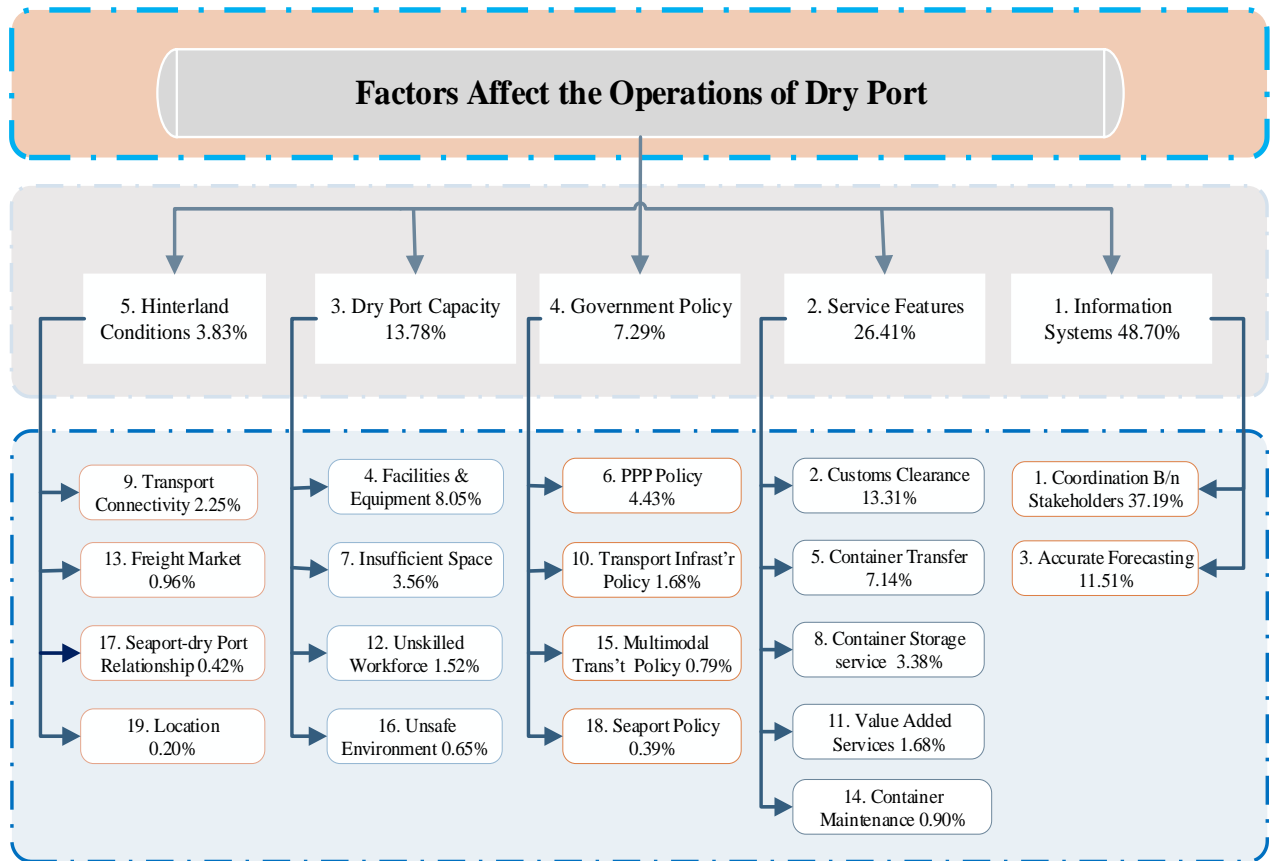 Factors Affect the Operations of Dry Port
5. Hinterland
Conditions 3.83%
3. Dry Port Capacity
13.78%
4. Government Policy
7.29%
2. Service Features
26.41%
1. Information
Systems 48.70%
9. Transport
Connectivity 2.25%
13. Freight Market
0.96%
17. Seaport-dry Port
Relationship 0.42%
19. Location
0.20%
4. Facilities &
Equipment 8.05%
7. Insufficient Space
3.56%
12. Unskilled
Workforce 1.52%
16. Unsafe
Environment 0.65%
6. PPP Policy
4.43%
10. Transport Infrast’r
Policy 1.68%
15. Multimodal
Trans’t Policy 0.79%
18. Seaport Policy
0.39%
2. Customs Clearance
13.31%
5. Container Transfer
7.14%
8. Container Storage
service 3.38%
11. Value Added
Services 1.68%
14. Container
Maintenance 0.90%
1. Coordination B/n
Stakeholders 37.19%
3. Accurate Forecasting
11.51%